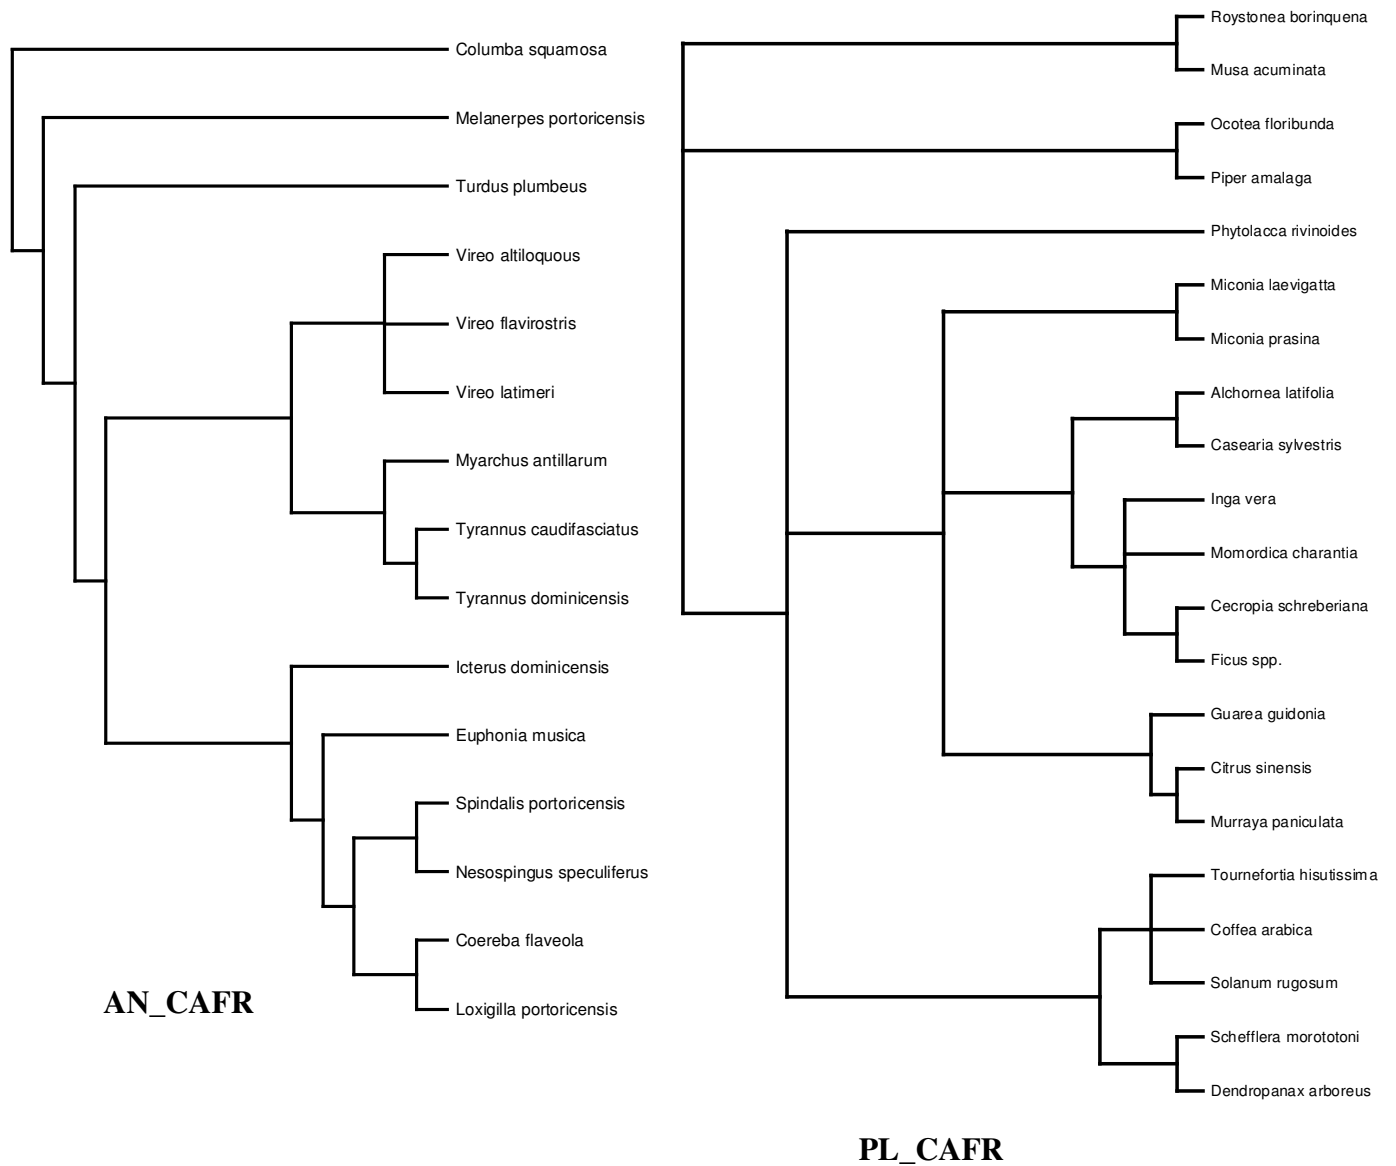 Columba squamosa
Melanerpes portoricensis
Turdus plumbeus
Vireo altiloquous
Vireo flavirostris
Vireo latimeri
Myarchus antillarum
Tyrannus caudifasciatus
Tyrannus dominicensis
Icterus dominicensis
Euphonia musica
Spindalis portoricensis
Nesospingus speculiferus
Coereba flaveola
Loxigilla portoricensis
AN_CAFR
Roystonea borinquena
Musa acuminata
Ocotea floribunda
Piper amalaga
Phytolacca rivinoides
Miconia laevigatta
Miconia prasina
Alchornea latifolia
Casearia sylvestris
Inga vera
Momordica charantia
Cecropia schreberiana
Ficus spp.
Guarea guidonia
Citrus sinensis
Murraya paniculata
Tournefortia hisutissima
Coffea arabica
Solanum rugosum
Schefflera morototoni
Dendropanax arboreus
PL_CAFR